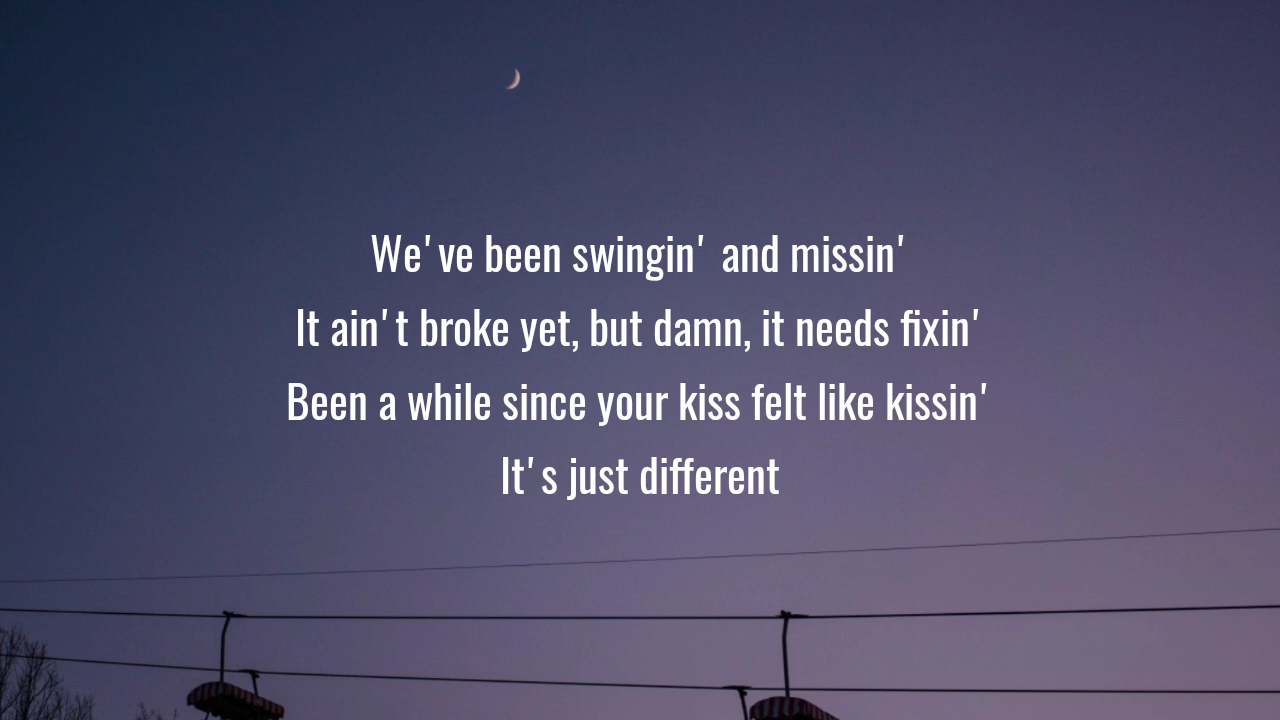 We've been swingin' and missin'
It ain't broke yet, but damn, it needs fixin'
Been a while since your kiss felt like kissin'
It's just different